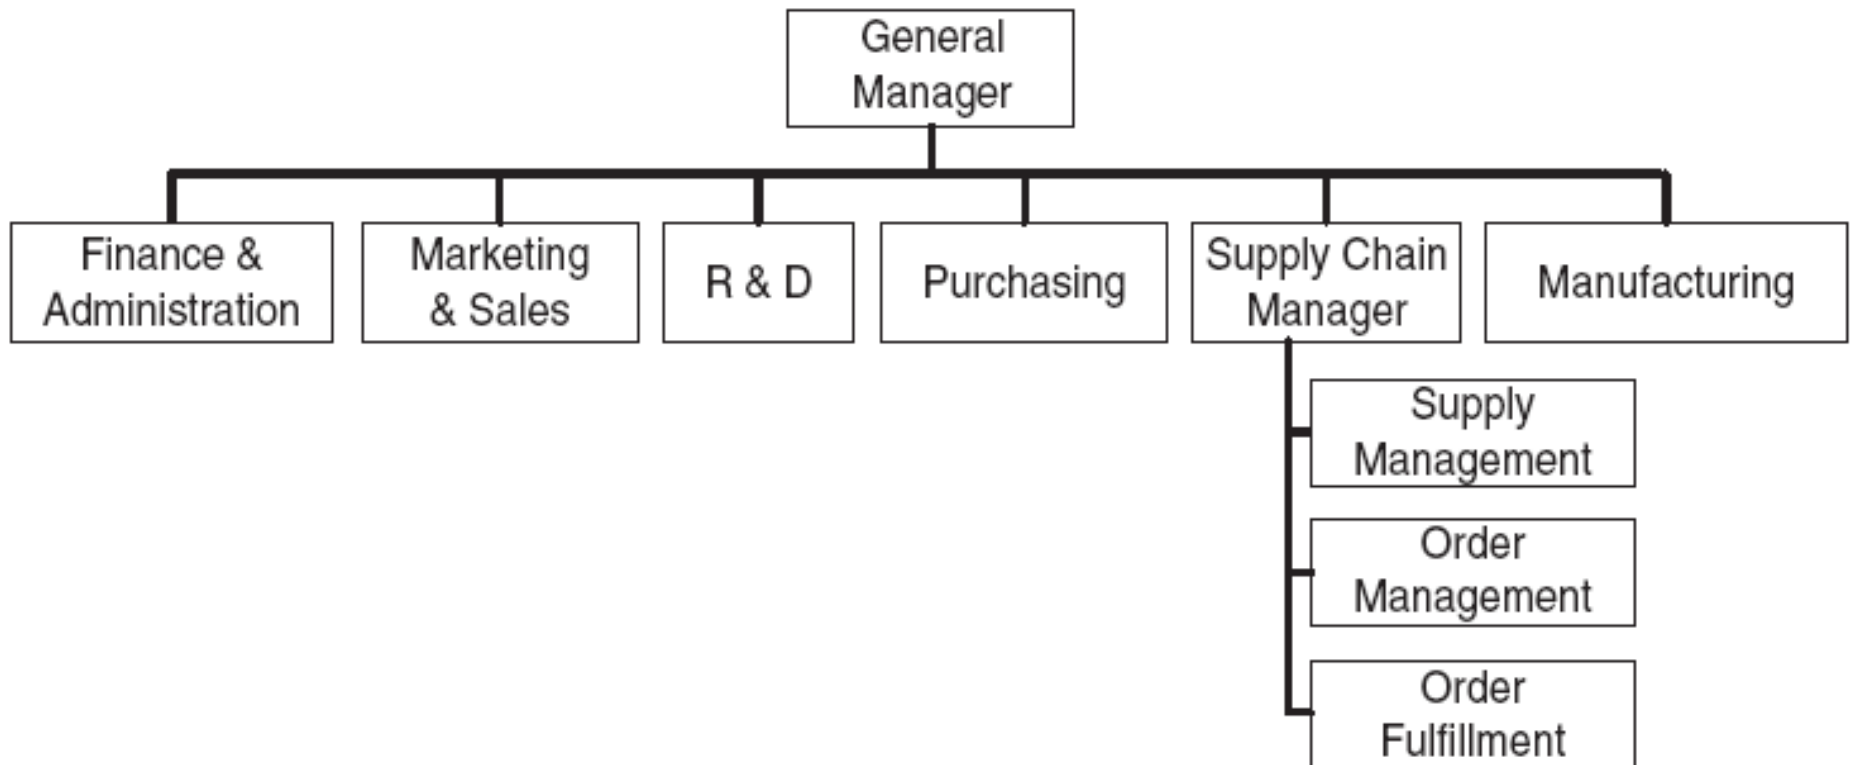 General
Manager
Finance &
Administration
Marketing
& Sales
R & D
Purchasing
Supply Chain
Manager
Manufacturing
Supply
Management
Order
Management
Order
Fulfillment